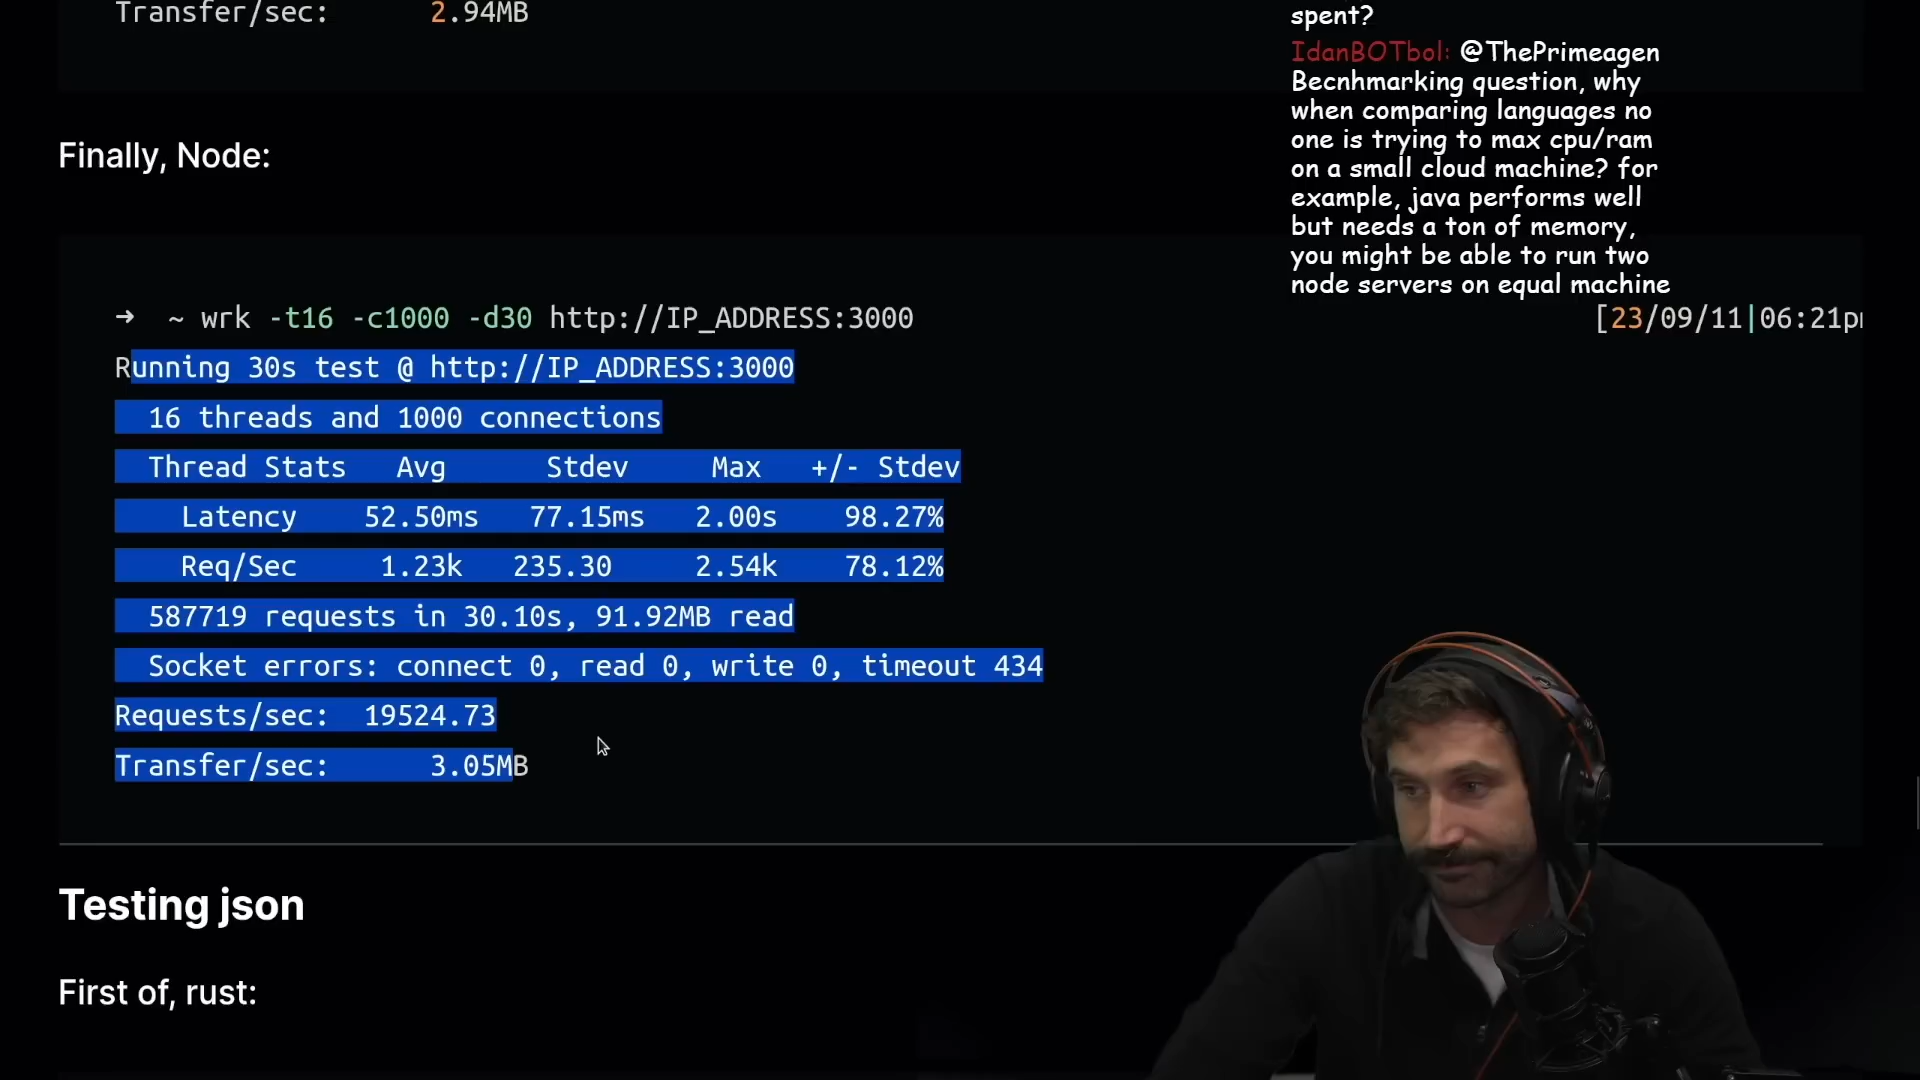 Transfer/sec: 2.94MB
spent?
IdanBOTbol: @ThePrimeagen
Becnhmarking question, why
when comparing languages no
one is trying to max cpu/ram
on a small cloud machine? for
example, java performs well
but needs a ton of memory,
you might be able to run two
node servers on equal machine
Finally, Node:
→ ~ wrk -t16 -c1000 -d30 http://IP_ADDRESS:3000 [23/09/11|06:21p
Running 30s test @ http://IP_ADDRESS:3000
16 threads and 1000 connections
Thread Stats Avg Stdev Max +/- Stdev
Latency 52.50ms 77.15ms 2.00s 98.27%
Req/Sec 1.23k 235.30 2.54k 78.12%
587719 requests in 30.10s, 91.92MB read
Socket errors: connect 0, read 0, write 0, timeout 434
Requests/sec: 19524.73
Transfer/sec: 3.05MB
Testing json
First of, rust: